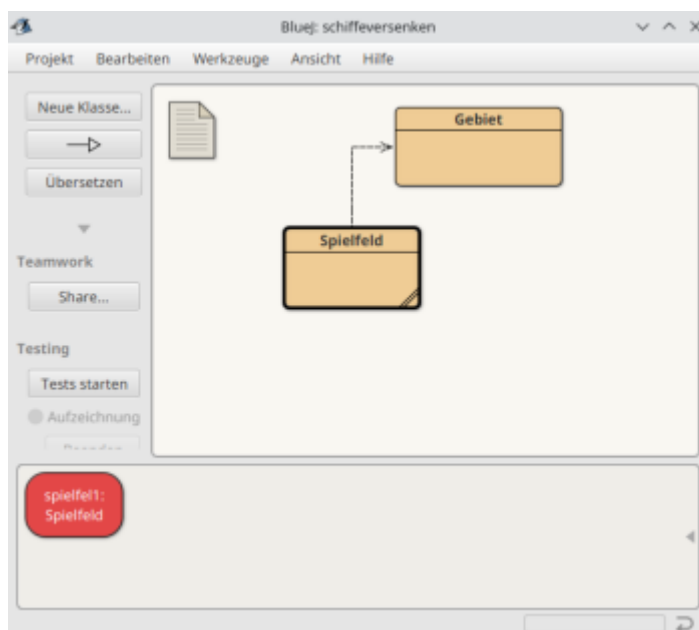 BlueJ: schiffeversenken
Projekt Bearbeiten Werkzeuge Ansicht Hilfe
Neue Klasse...
Übersetzen
Teamwork
Share...
Testing
Tests starten
Aufzeichnung
Gebiet
Spielfeld
spielfel1:
Spielfeld